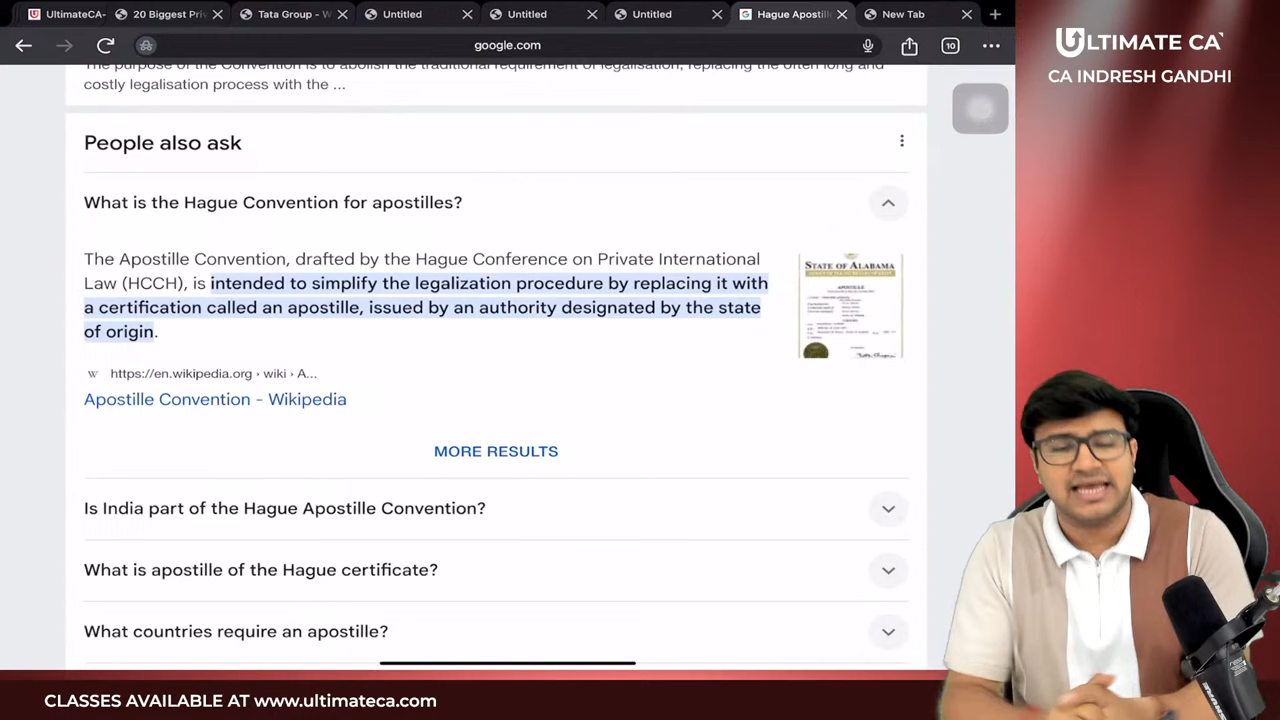 UltimateCA-
20 Biggest Priv
Tata Group - W
Untitled
Untitled
Untitled
Hague Apostill
New Tab
google.com
10
The purpose of the Convention is to abolish the traditional requirement of legalisation, replacing the often long and
costly legalisation process with the ...
People also ask
What is the Hague Convention for apostilles?
The Apostille Convention, drafted by the Hague Conference on Private International
Law (HCCH), is intended to simplify the legalization procedure by replacing it with
a certification called an apostille, issued by an authority designated by the state
of origin.
STATE OF ALABAMA
APOSTILLE
W https://en.wikipedia.org › wiki › A...
Apostille Convention - Wikipedia
MORE RESULTS
Is India part of the Hague Apostille Convention?
What is apostille of the Hague certificate?
What countries require an apostille?
ULTIMATE CA
CA INDRESH GANDHI
CLASSES AVAILABLE AT www.ultimateca.com